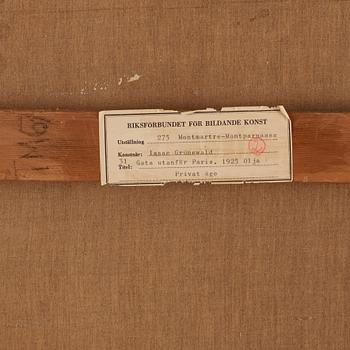 RIKSFÖRBUNDET FÖR BILDANDE KONST
Utställning 275 Montmartre-Montparnasse
Konstnär: Isaac Grünewald
31
Titel: Gata utanför Paris, 1925 Olja
Privat ägo